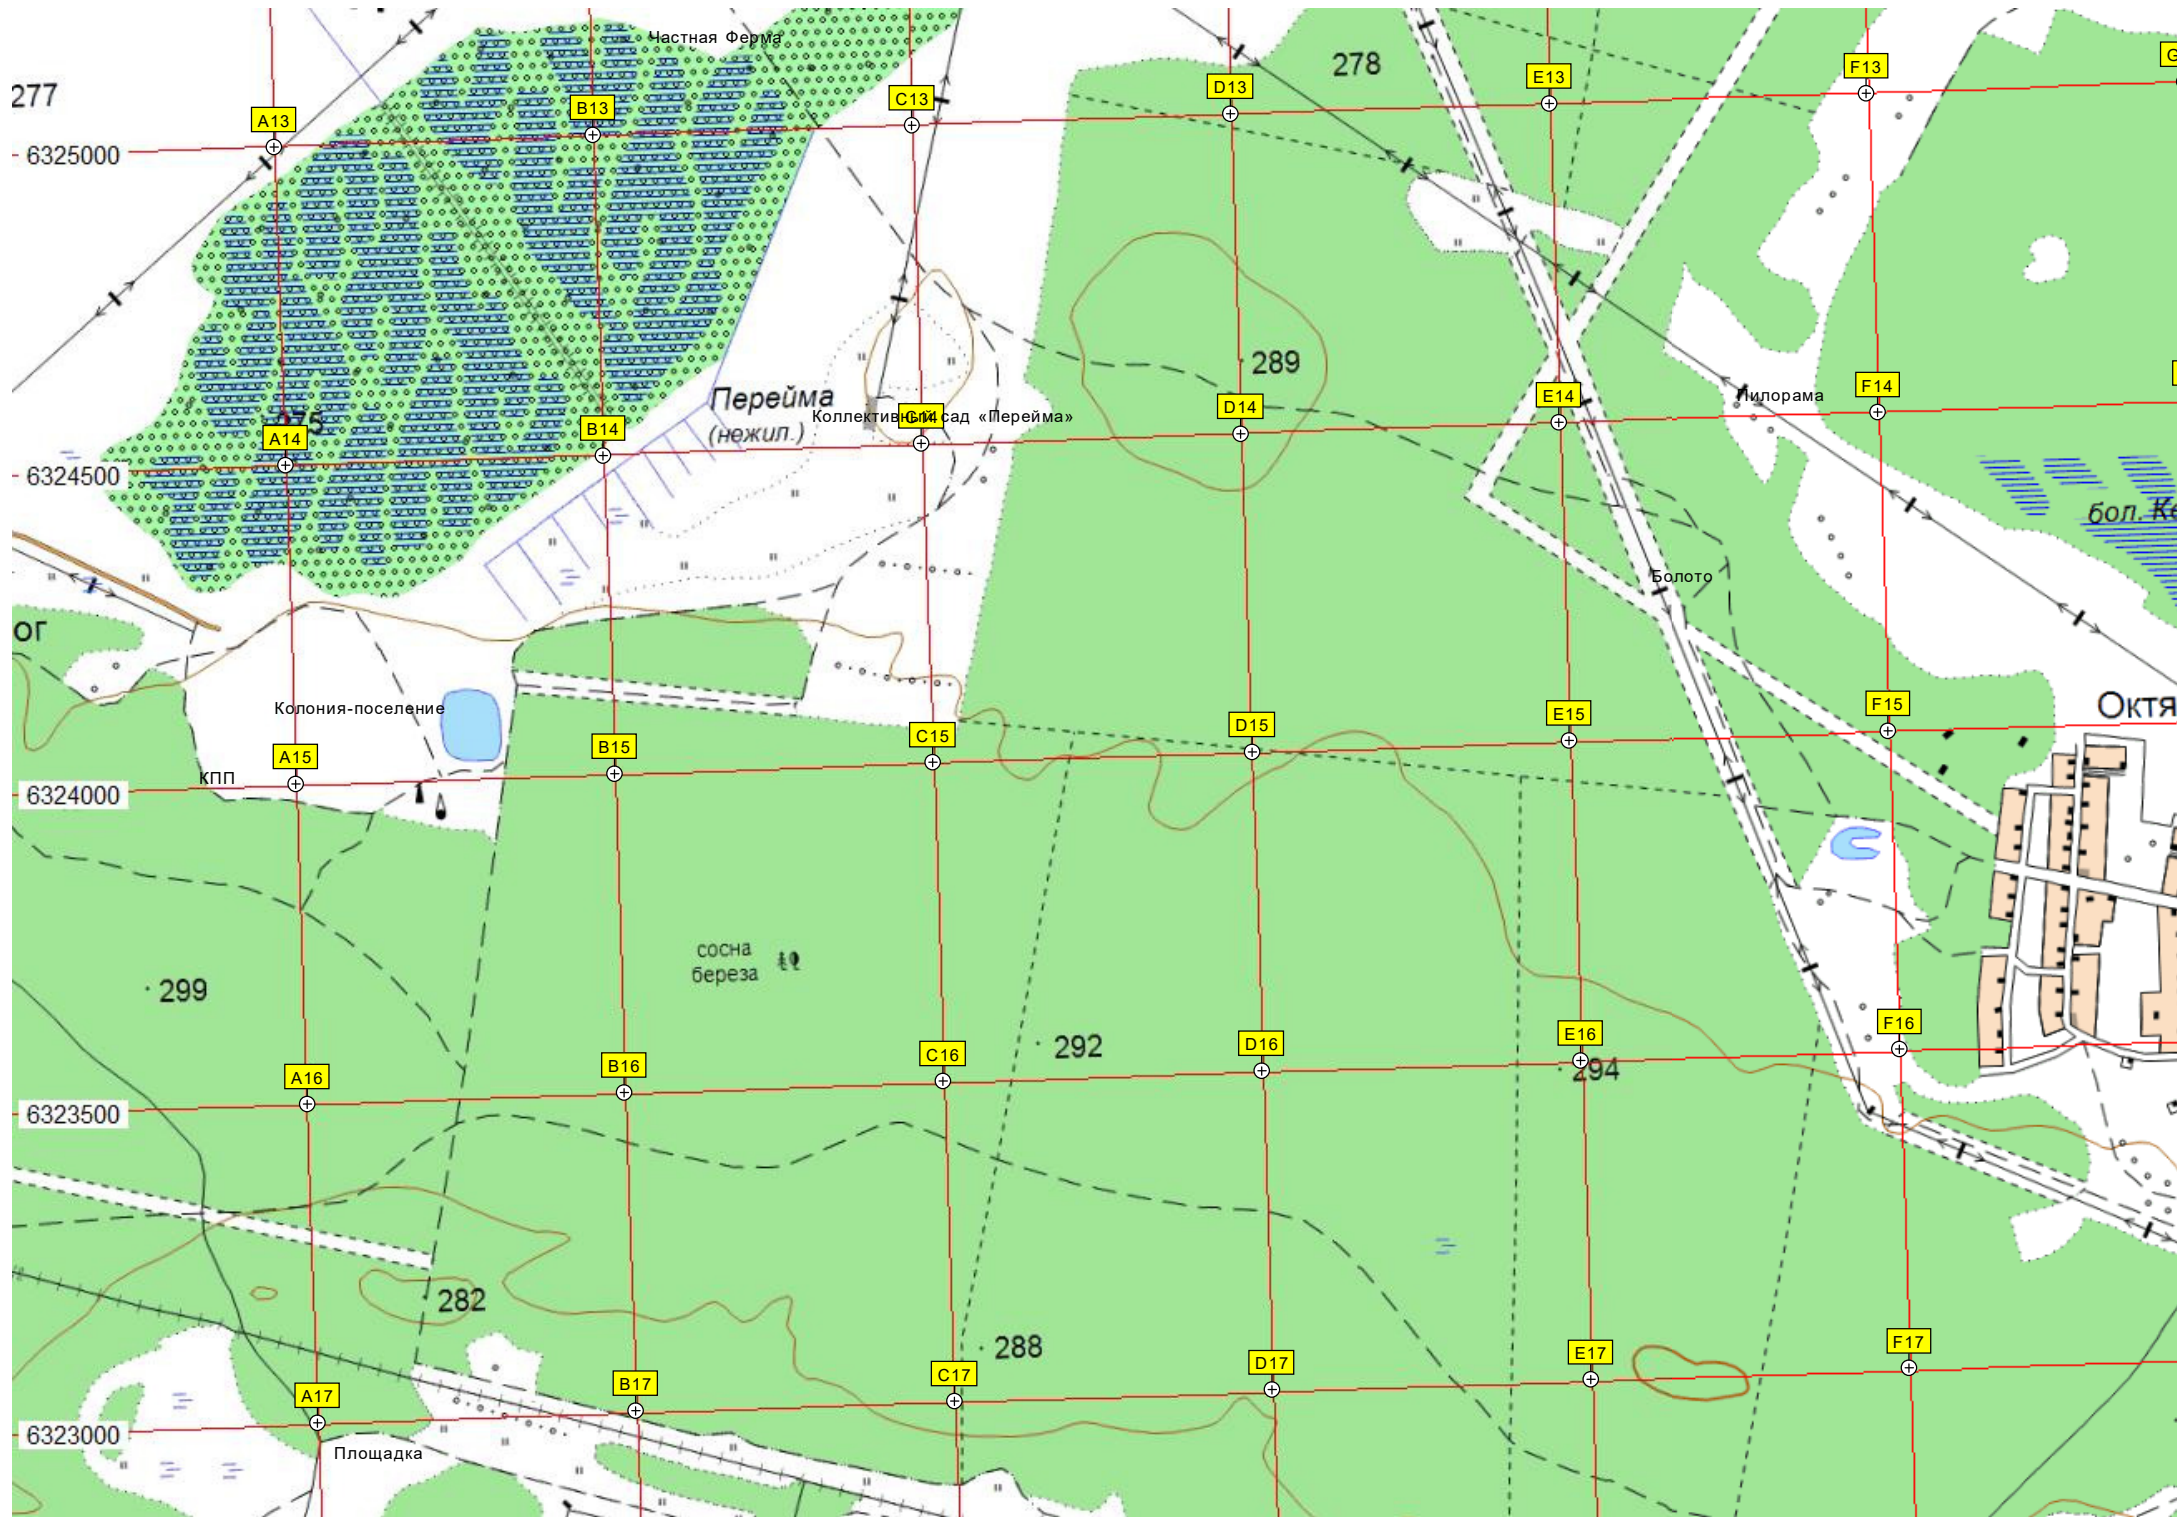 Частная Ферма
278
277
A13
B13
C13
D13
E13
F13
6325000
289
Перейма
(нежил.)
Коллективный сад «Перейма»
Пилорама
A14
B14
C14
D14
E14
F14
6324500
бол.
Болото
ог
Колония-поселение
Октя
КПП
A15
B15
C15
D15
E15
F15
6324000
сосна
береза
299
292
294
A16
B16
C16
D16
E16
F16
6323500
282
288
A17
B17
C17
D17
E17
F17
6323000
Площадка